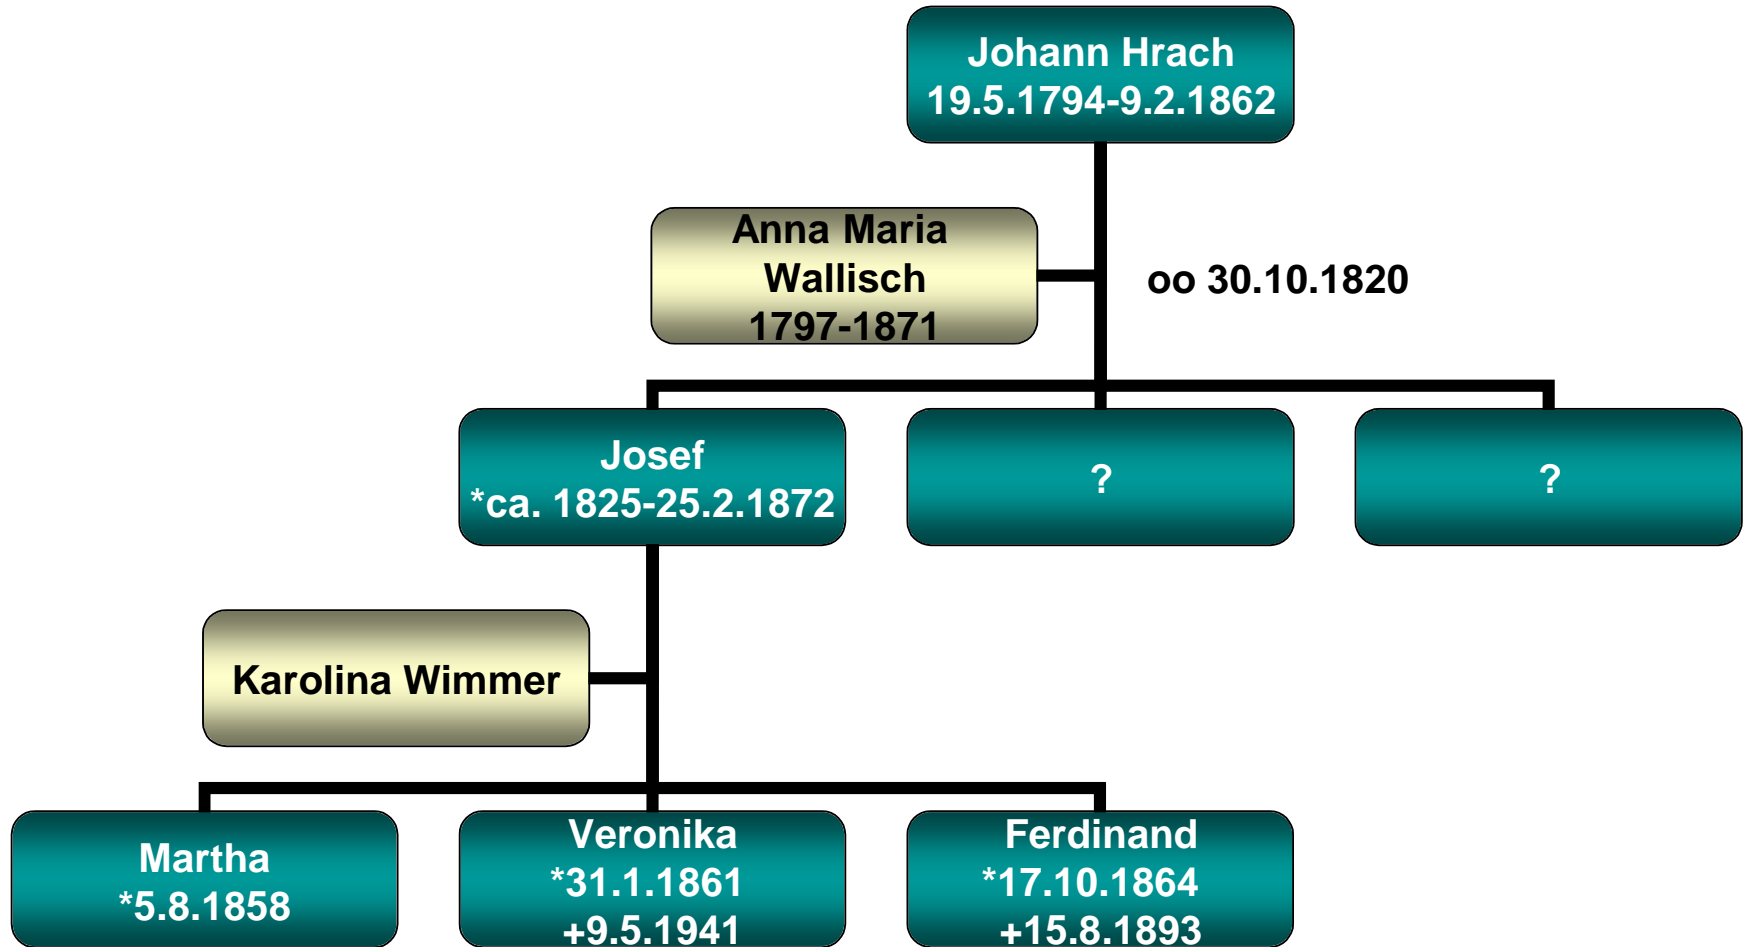 Johann Hrach
19.5.1794-9.2.1862
Anna Maria
Wallisch
1797-1871
oo 30.10.1820
Josef
*ca. 1825-25.2.1872
?
?
Karolina Wimmer
Martha
*5.8.1858
Veronika
*31.1.1861
+9.5.1941
Ferdinand
*17.10.1864
+15.8.1893